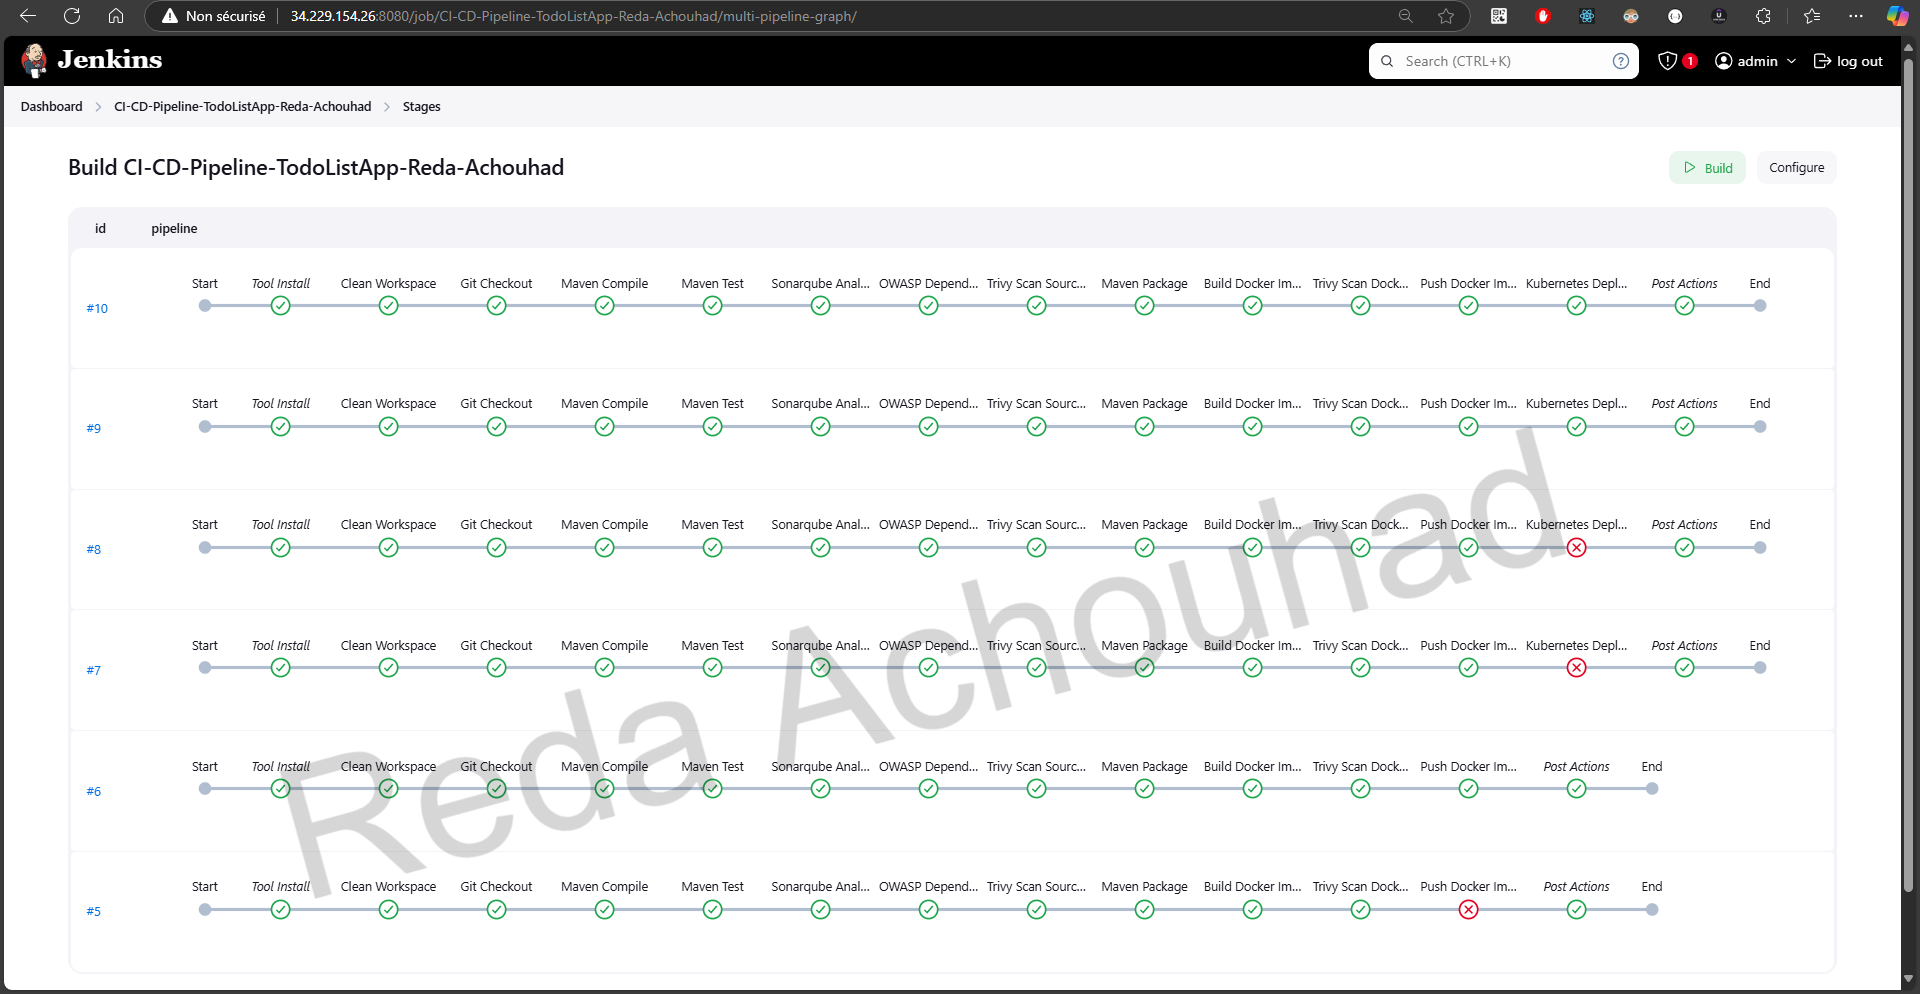 Non sécurisé 34.229.154.26:8080/job/CI-CD-Pipeline-TodoListApp-Reda-Achouhad/multi-pipeline-graph/
Jenkins Search (CTRL+K) ? 1 admin log out
Dashboard CI-CD-Pipeline-TodoListApp-Reda-Achouhad Stages
Build CI-CD-Pipeline-TodoListApp-Reda-Achouhad Build Configure
id pipeline
Start Tool Install Clean Workspace Git Checkout Maven Compile Maven Test Sonarqube Anal... OWASP Depend... Trivy Scan Sourc... Maven Package Build Docker Im... Trivy Scan Dock... Push Docker Im... Kubernetes Depl... Post Actions End
#10
Start Tool Install Clean Workspace Git Checkout Maven Compile Maven Test Sonarqube Anal... OWASP Depend... Trivy Scan Sourc... Maven Package Build Docker Im... Trivy Scan Dock... Push Docker Im... Kubernetes Depl... Post Actions End
#9
Start Tool Install Clean Workspace Git Checkout Maven Compile Maven Test Sonarqube Anal... OWASP Depend... Trivy Scan Sourc... Maven Package Build Docker Im... Trivy Scan Dock... Push Docker Im... Kubernetes Depl... Post Actions End
#8
Start Tool Install Clean Workspace Git Checkout Maven Compile Maven Test Sonarqube Anal... OWASP Depend... Trivy Scan Sourc... Maven Package Build Docker Im... Trivy Scan Dock... Push Docker Im... Kubernetes Depl... Post Actions End
#7
Start Tool Install Clean Workspace Git Checkout Maven Compile Maven Test Sonarqube Anal... OWASP Depend... Trivy Scan Sourc... Maven Package Build Docker Im... Trivy Scan Dock... Push Docker Im... Post Actions End
#6
Start Tool Install Clean Workspace Git Checkout Maven Compile Maven Test Sonarqube Anal... OWASP Depend... Trivy Scan Sourc... Maven Package Build Docker Im... Trivy Scan Dock... Push Docker Im... Post Actions End
#5
Reda Achouhad